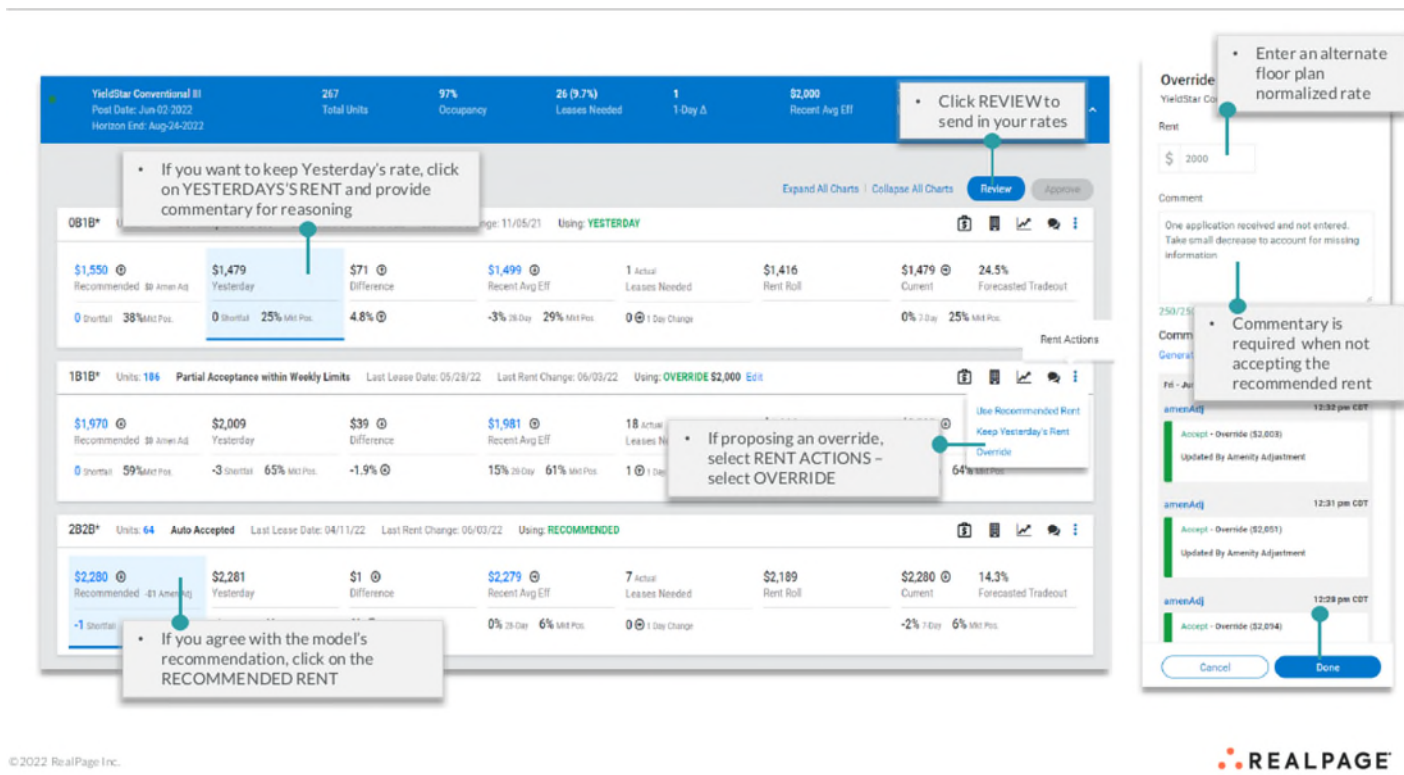 YieldStar Conventional III
Post Date: Jun-02-2022
Horizon End: Aug-24-2022
267
Total Units
97%
Occupancy
26 (9.7%)
Leases Needed
1
1-Day Δ
$2,000
Recent Avg Eff
• Click REVIEW to
send in your rates
• If you want to keep Yesterday's rate, click
on YESTERDAYS'S RENT and provide
commentary for reasoning
Expand All Charts | Collapse All Charts
Review
Approve
0B1B*
nge: 11/05/21 Using: YESTERDAY
$1,550
Recommended $0 Amen Adj
$1,479
Yesterday
$71
Difference
$1,499
Recent Avg Eff
1 Actual
Leases Needed
$1,416
Rent Roll
$1,479
Current
24.5%
Forecasted Tradeout
0 Shortfall 38% Mkt Pos.
0 Shortfall 25% Mkt Pos.
4.8%
-3% 28-Day 29% Mkt Pos.
0 1 Day Change
0% 7-Day 25% Mkt Pos.
Rent Actions
1B1B* Units: 186 Partial Acceptance within Weekly Limits Last Lease Date: 05/28/22 Last Rent Change: 06/03/22 Using: OVERRIDE $2,000 Edit
$1,970
Recommended $0 Amen Adj
$2,009
Yesterday
$39
Difference
$1,981
Recent Avg Eff
18 Actual
Leases N
Use Recommended Rent
Keep Yesterday's Rent
Override
• If proposing an override,
select RENT ACTIONS –
select OVERRIDE
0 Shortfall 59% Mkt Pos.
-3 Shortfall 65% Mkt Pos.
-1.9%
15% 28-Day 61% Mkt Pos.
1 1 Day
64% Mkt Pos.
2B2B* Units: 64 Auto Accepted Last Lease Date: 04/11/22 Last Rent Change: 06/03/22 Using: RECOMMENDED
$2,280
Recommended -$1 Amen Adj
$2,281
Yesterday
$1
Difference
$2,279
Recent Avg Eff
7 Actual
Leases Needed
$2,189
Rent Roll
$2,280
Current
14.3%
Forecasted Tradeout
-1 Shortfall
0% 28-Day 6% Mkt Pos.
0 1 Day Change
-2% 7-Day 6% Mkt Pos.
• If you agree with the model's
recommendation, click on the
RECOMMENDED RENT
Override
YieldStar Co
• Enter an alternate
floor plan
normalized rate
Rent
$ 2000
Comment
One application received and not entered.
Take small decrease to account for missing
information
250/25
Comm
Generat
• Commentary is
required when not
accepting the
recommended rent
Fri - Ju
amenAdj 12:32 pm CDT
Accept - Override ($2,003)
Updated By Amenity Adjustment
amenAdj 12:31 pm CDT
Accept - Override ($2,051)
Updated By Amenity Adjustment
amenAdj 12:28 pm CDT
Accept - Override ($2,094)
Cancel
Done
©2022 RealPage Inc.
REALPAGE